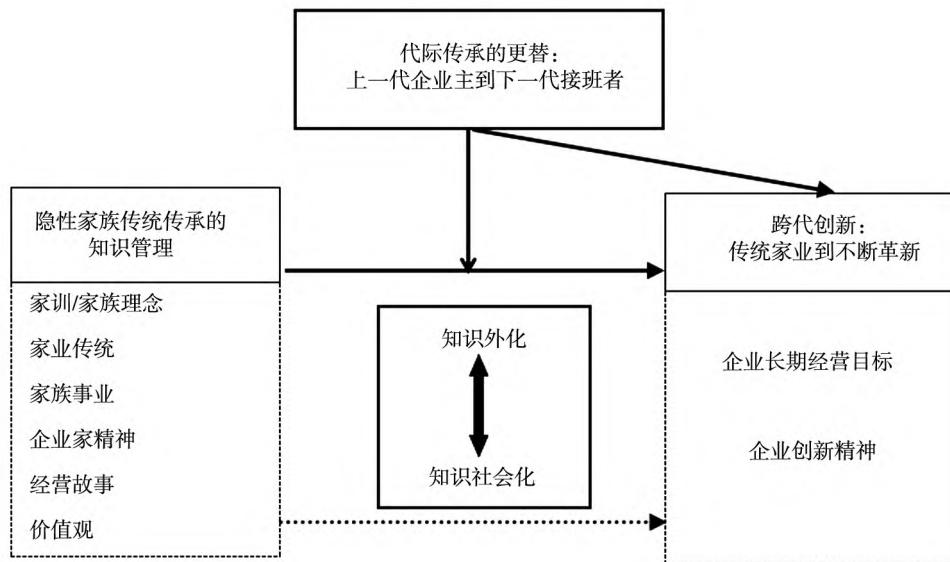 代际传承的更替：
上一代企业主到下一代接班者
隐性家族传统传承的
知识管理
家训/家族理念
家业传统
家族事业
企业家精神
经营故事
价值观
知识外化
知识社会化
跨代创新：
传统家业到不断革新
企业长期经营目标
企业创新精神